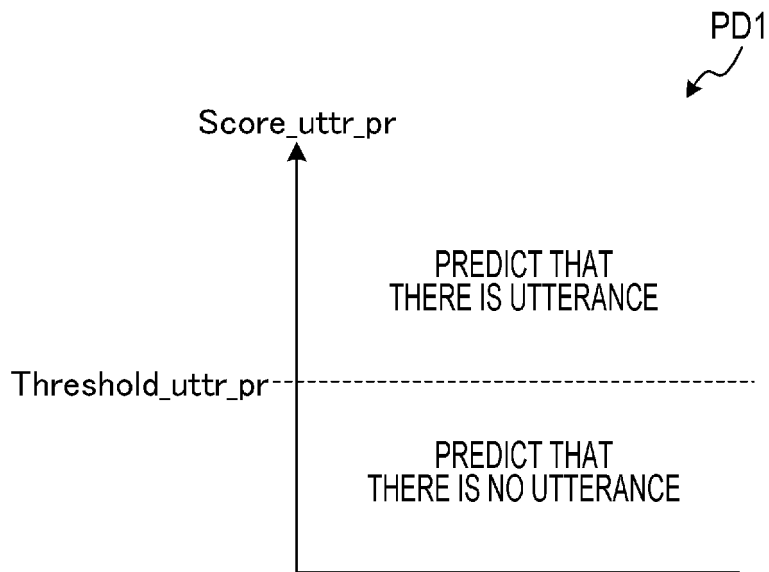 PD1
Score_uttr_pr
PREDICT THAT
THERE IS UTTERANCE
Threshold_uttr_pr
PREDICT THAT
THERE IS NO UTTERANCE